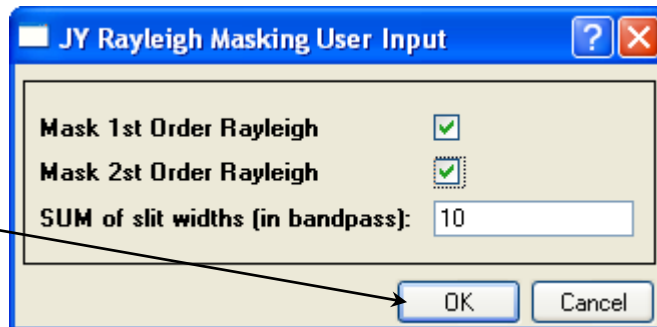 JY Rayleigh Masking User Input
Mask 1st Order Rayleigh
Mask 2st Order Rayleigh
SUM of slit widths (in bandpass): 10
OK Cancel